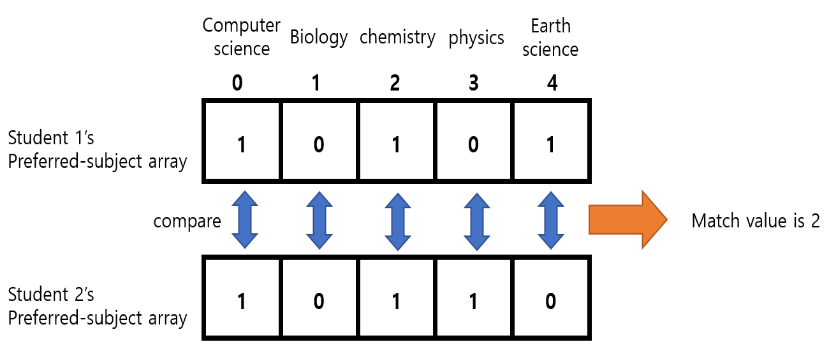 Computer
science
Biology
chemistry
physics
Earth
science
0 1 2 3 4
Student 1's
Preferred-subject array
1 0 1 0 1
compare
Match value is 2
Student 2's
Preferred-subject array
1 0 1 1 0